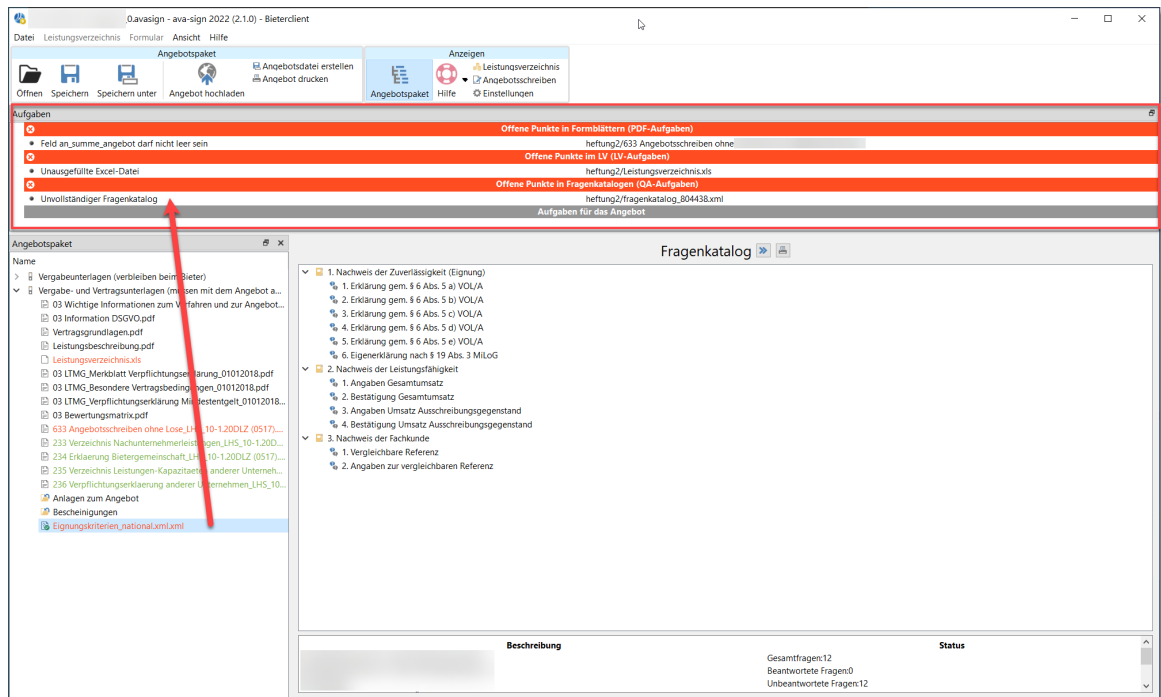 0.avasign - ava-sign 2022 (2.1.0) - Bieterclient
Datei Leistungsverzeichnis Formular Ansicht Hilfe
Angebotspaket Anzeigen
Angebotsdatei erstellen
Angebot drucken
Leistungsverzeichnis
Angebotsschreiben
Einstellungen
Öffnen Speichern Speichern unter Angebot hochladen Angebotspaket Hilfe
Aufgaben
Offene Punkte in Formblättern (PDF-Aufgaben)
Feld an_summe_angebot darf nicht leer sein heftung2/633 Angebotsschreiben ohne
Offene Punkte im LV (LV-Aufgaben)
Unausgefüllte Excel-Datei heftung2/Leistungsverzeichnis.xls
Offene Punkte in Fragenkatalogen (QA-Aufgaben)
Unvollständiger Fragenkatalog heftung2/fragenkatalog_804438.xml
Aufgaben für das Angebot
Angebotspaket
Name
Vergabeunterlagen (verbleiben beim Bieter)
Vergabe- und Vertragsunterlagen (müssen mit dem Angebot a...
03 Wichtige Informationen zum Verfahren und zur Angebot...
03 Information DSGVO.pdf
Vertragsgrundlagen.pdf
Leistungsbeschreibung.pdf
Leistungsverzeichnis.xls
03 LTMG_Merkblatt Verpflichtungserklärung_01012018.pdf
03 LTMG_Besondere Vertragsbedingungen_01012018.pdf
03 LTMG_Verpflichtungserklärung Mindestentgelt_01012018...
03 Bewertungsmatrix.pdf
633 Angebotsschreiben ohne Lose_LHS_10-1.20DLZ (0517)....
233 Verzeichnis Nachunternehmerleistungen_LHS_10-1.20D...
234 Erklaerung Bietergemeinschaft_LHS_10-1.20DLZ (0517)....
235 Verzeichnis Leistungen-Kapazitaeten anderer Unterneh...
236 Verpflichtungserklaerung anderer Unternehmen_LHS_10...
Anlagen zum Angebot
Bescheinigungen
Eignungskriterien_national.xml.xml
Fragenkatalog
1. Nachweis der Zuverlässigkeit (Eignung)
1. Erklärung gem. § 6 Abs. 5 a) VOL/A
2. Erklärung gem. § 6 Abs. 5 b) VOL/A
3. Erklärung gem. § 6 Abs. 5 c) VOL/A
4. Erklärung gem. § 6 Abs. 5 d) VOL/A
5. Erklärung gem. § 6 Abs. 5 e) VOL/A
6. Eigenerklärung nach § 19 Abs. 3 MiLoG
2. Nachweis der Leistungsfähigkeit
1. Angaben Gesamtumsatz
2. Bestätigung Gesamtumsatz
3. Angaben Umsatz Ausschreibungsgegenstand
4. Bestätigung Umsatz Ausschreibungsgegenstand
3. Nachweis der Fachkunde
1. Vergleichbare Referenz
2. Angaben zur vergleichbaren Referenz
Beschreibung Status
Gesamtfragen:12
Beantwortete Fragen:0
Unbeantwortete Fragen:12